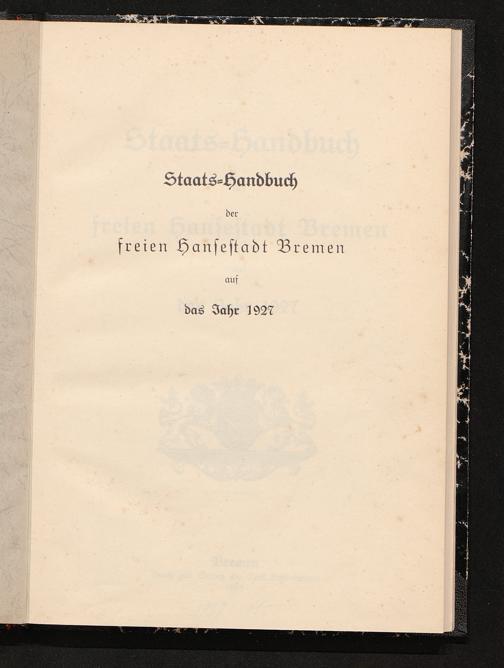 Staats-Handbuch
der
freien Hansestadt Bremen
auf
das Jahr 1927